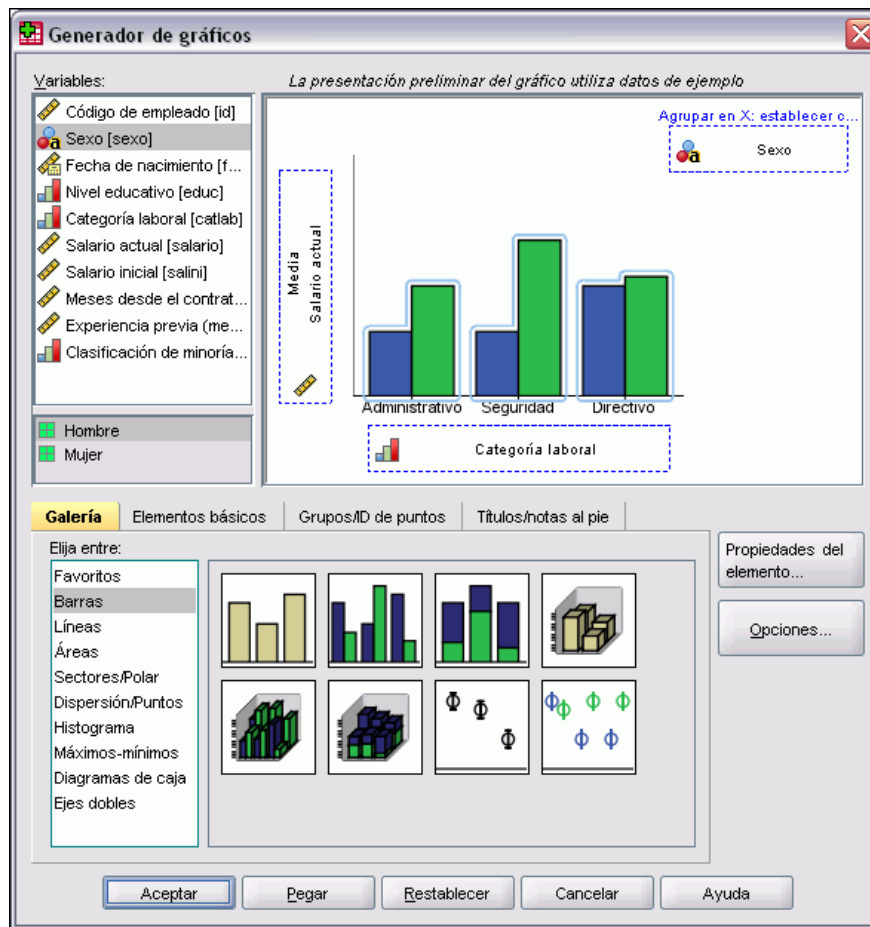 Generador de gráficos
Variables:
La presentación preliminar del gráfico utiliza datos de ejemplo
Código de empleado [id]
Sexo [sexo]
Fecha de nacimiento [f...
Nivel educativo [educ]
Categoría laboral [catlab]
Salario actual [salario]
Salario inicial [salini]
Meses desde el contrat...
Experiencia previa (me...
Clasificación de minoría...
Hombre
Mujer
Agrupar en X: establecer c...
Sexo
Media
Salario actual
Administrativo Seguridad Directivo
Categoría laboral
Galería Elementos básicos Grupos/ID de puntos Títulos/notas al pie
Elija entre:
Favoritos
Barras
Líneas
Áreas
Sectores/Polar
Dispersión/Puntos
Histograma
Máximos-mínimos
Diagramas de caja
Ejes dobles
Propiedades del
elemento...
Opciones...
Aceptar Pegar Restablecer Cancelar Ayuda